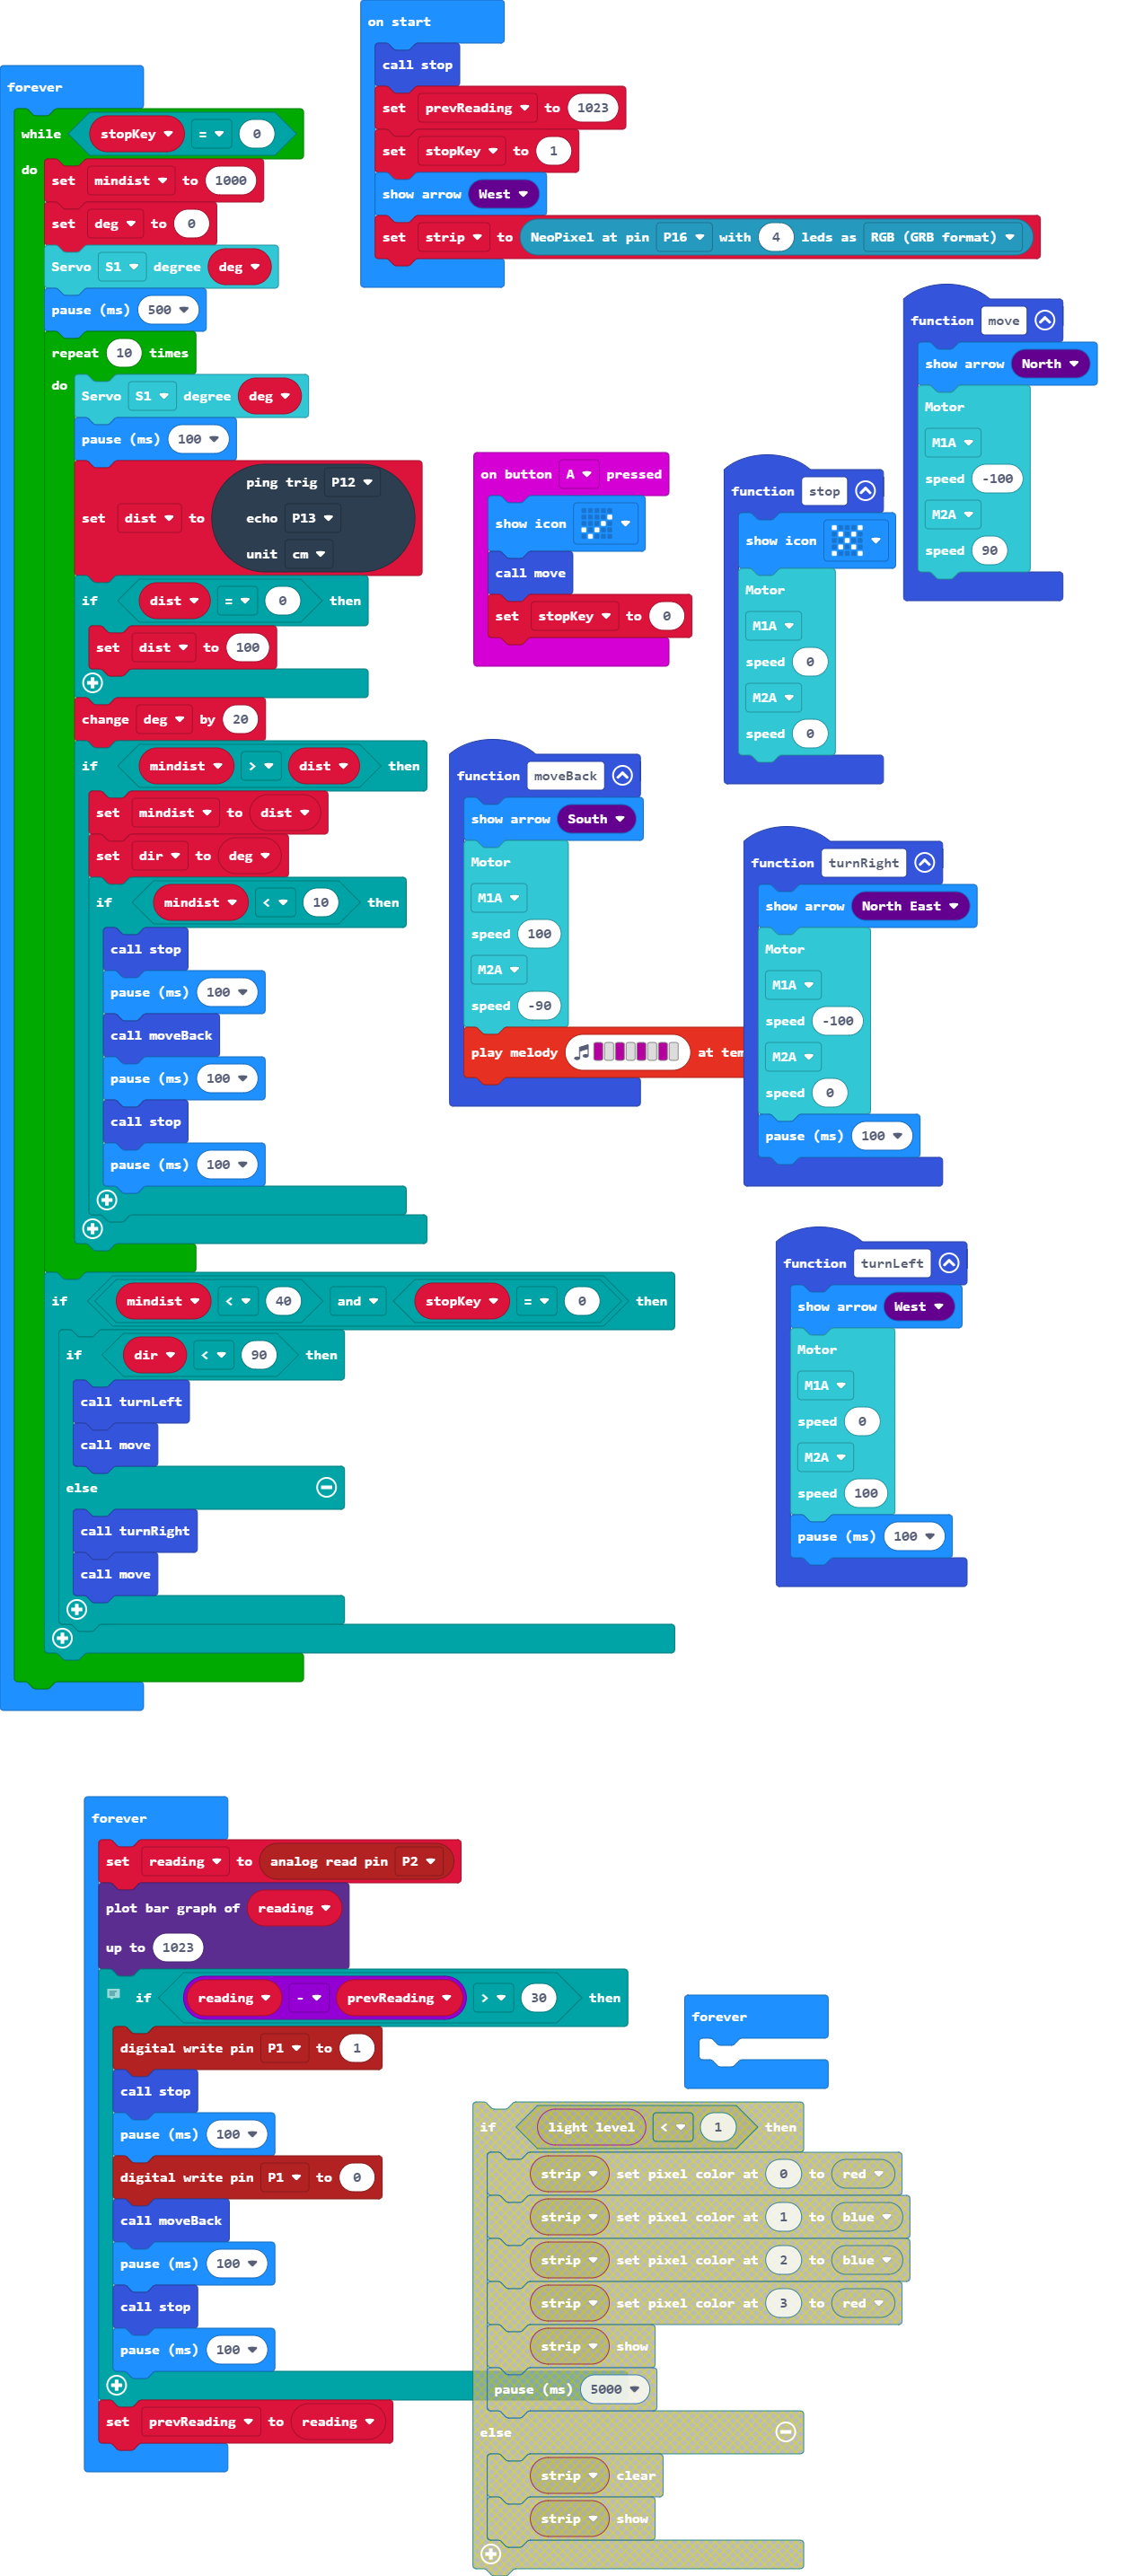 on start
call stop
set prevReading to 1023
set stopKey to 1
show arrow West
set strip to NeoPixel at pin P16 with 4 leds as RGB (GRB format)
forever
while stopKey = 0
do
set mindist to 1000
set deg to 0
Servo S1 degree deg
pause (ms) 500
repeat 10 times
do
Servo S1 degree deg
pause (ms) 100
set dist to
ping trig P12
echo P13
unit cm
if dist = 0 then
set dist to 100
change deg by 20
if mindist > dist then
set mindist to dist
set dir to deg
if mindist < 10 then
call stop
pause (ms) 100
call moveBack
pause (ms) 100
call stop
pause (ms) 100
if mindist < 40 and stopKey = 0 then
if dir < 90 then
call turnLeft
call move
else
call turnRight
call move
function move
show arrow North
Motor
M1A
speed -100
M2A
speed 90
on button A pressed
show icon
call move
set stopKey to 0
function stop
show icon
Motor
M1A
speed 0
M2A
speed 0
function moveBack
show arrow South
Motor
M1A
speed 100
M2A
speed -90
play melody at tem
function turnRight
show arrow North East
Motor
M1A
speed -100
M2A
speed 0
pause (ms) 100
function turnLeft
show arrow West
Motor
M1A
speed 0
M2A
speed 100
pause (ms) 100
forever
set reading to analog read pin P2
plot bar graph of reading
up to 1023
if reading - prevReading > 30 then
digital write pin P1 to 1
call stop
pause (ms) 100
digital write pin P1 to 0
call moveBack
pause (ms) 100
call stop
pause (ms) 100
set prevReading to reading
forever
if light level < 1 then
strip set pixel color at 0 to red
strip set pixel color at 1 to blue
strip set pixel color at 2 to blue
strip set pixel color at 3 to red
strip show
pause (ms) 5000
else
strip clear
strip show